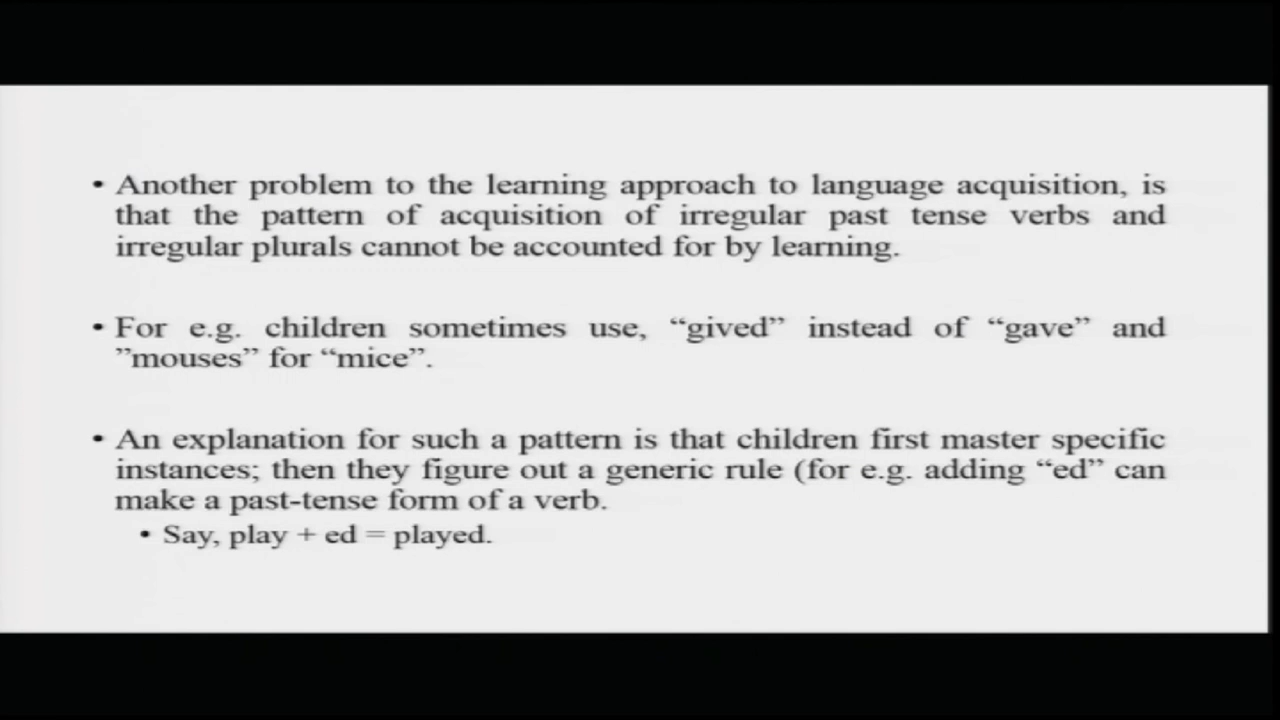 • Another problem to the learning approach to language acquisition, is
that the pattern of acquisition of irregular past tense verbs and
irregular plurals cannot be accounted for by learning.
• For e.g. children sometimes use, “gived” instead of “gave” and
”mouses” for “mice”.
• An explanation for such a pattern is that children first master specific
instances; then they figure out a generic rule (for e.g. adding “ed” can
make a past-tense form of a verb.
• Say, play + ed = played.